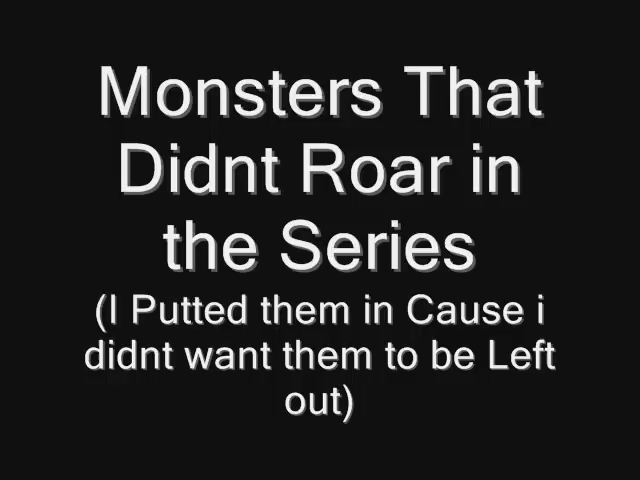 Monsters That
Didnt Roar in
the Series
(I Putted them in Cause i
didnt want them to be Left
out)